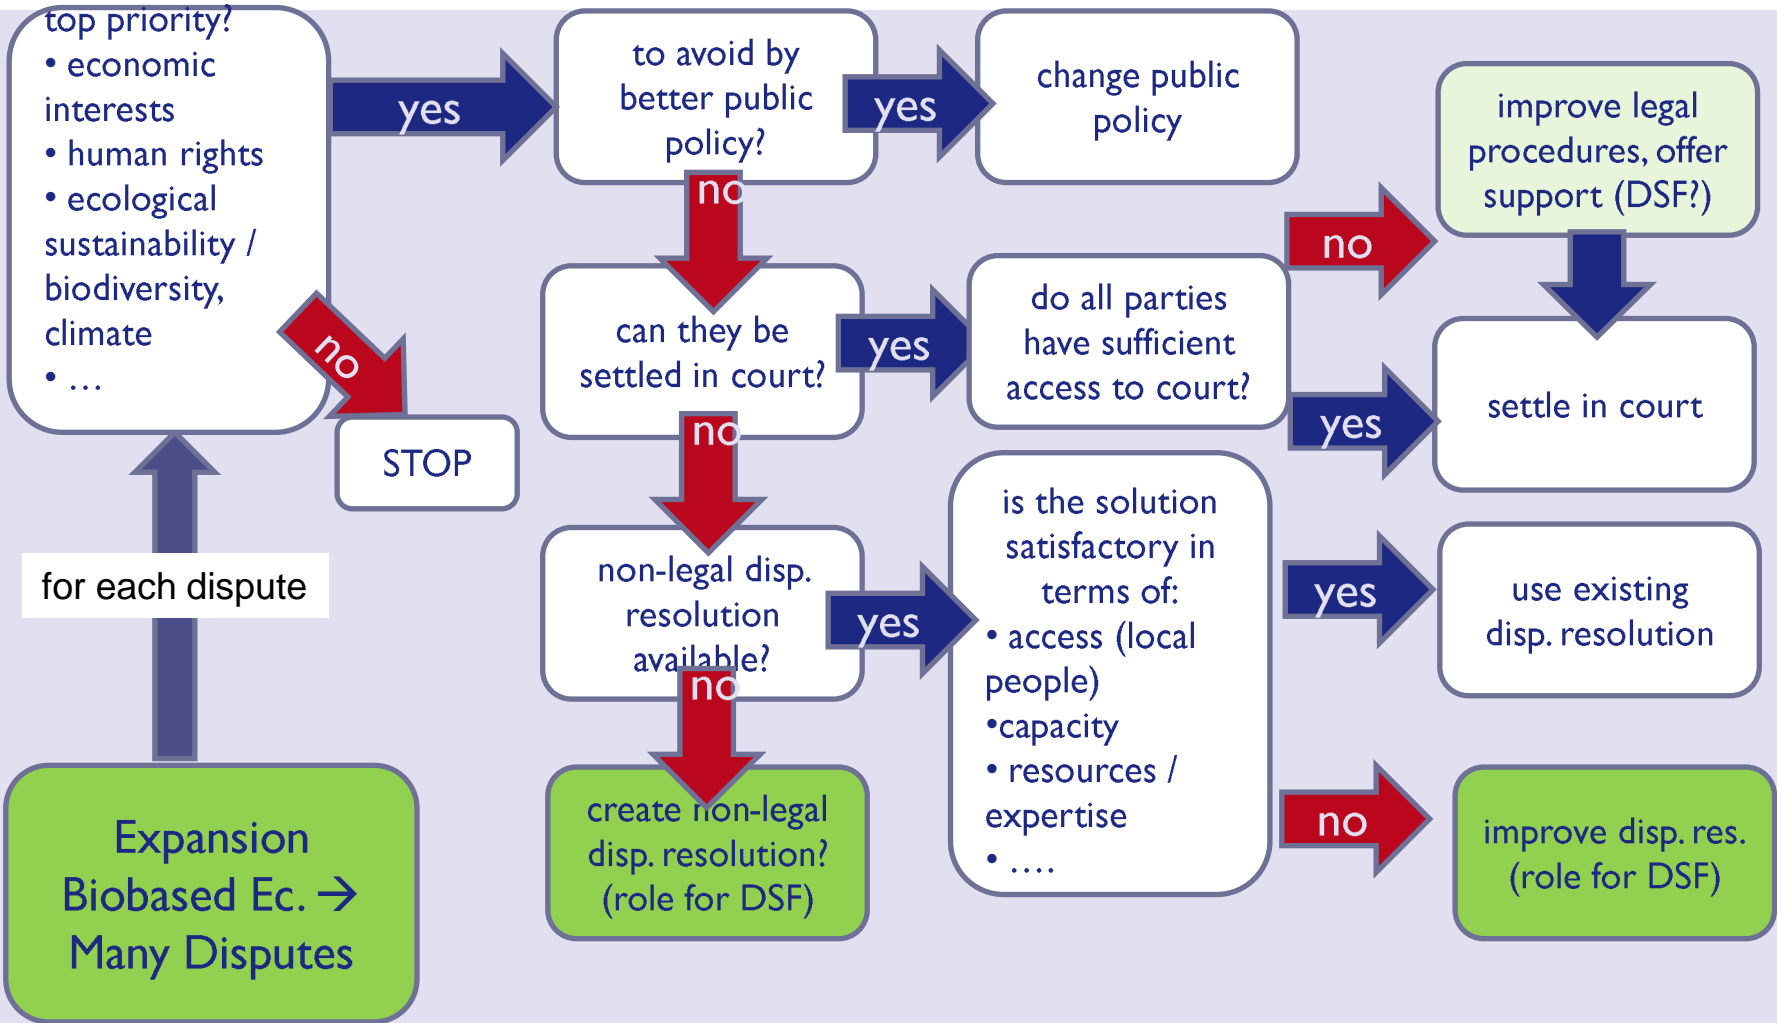 top priority?
• economic
interests
• human rights
• ecological
sustainability /
biodiversity,
climate
• ...
yes
no
STOP
for each dispute
Expansion
Biobased Ec. →
Many Disputes
to avoid by
better public
policy?
yes
change public
policy
no
can they be
settled in court?
yes
do all parties
have sufficient
access to court?
no
improve legal
procedures, offer
support (DSF?)
yes
settle in court
no
non-legal disp.
resolution
available?
yes
is the solution
satisfactory in
terms of:
• access (local
people)
•capacity
• resources /
expertise
• ....
yes
use existing
disp. resolution
no
improve disp. res.
(role for DSF)
no
create non-legal
disp. resolution?
(role for DSF)